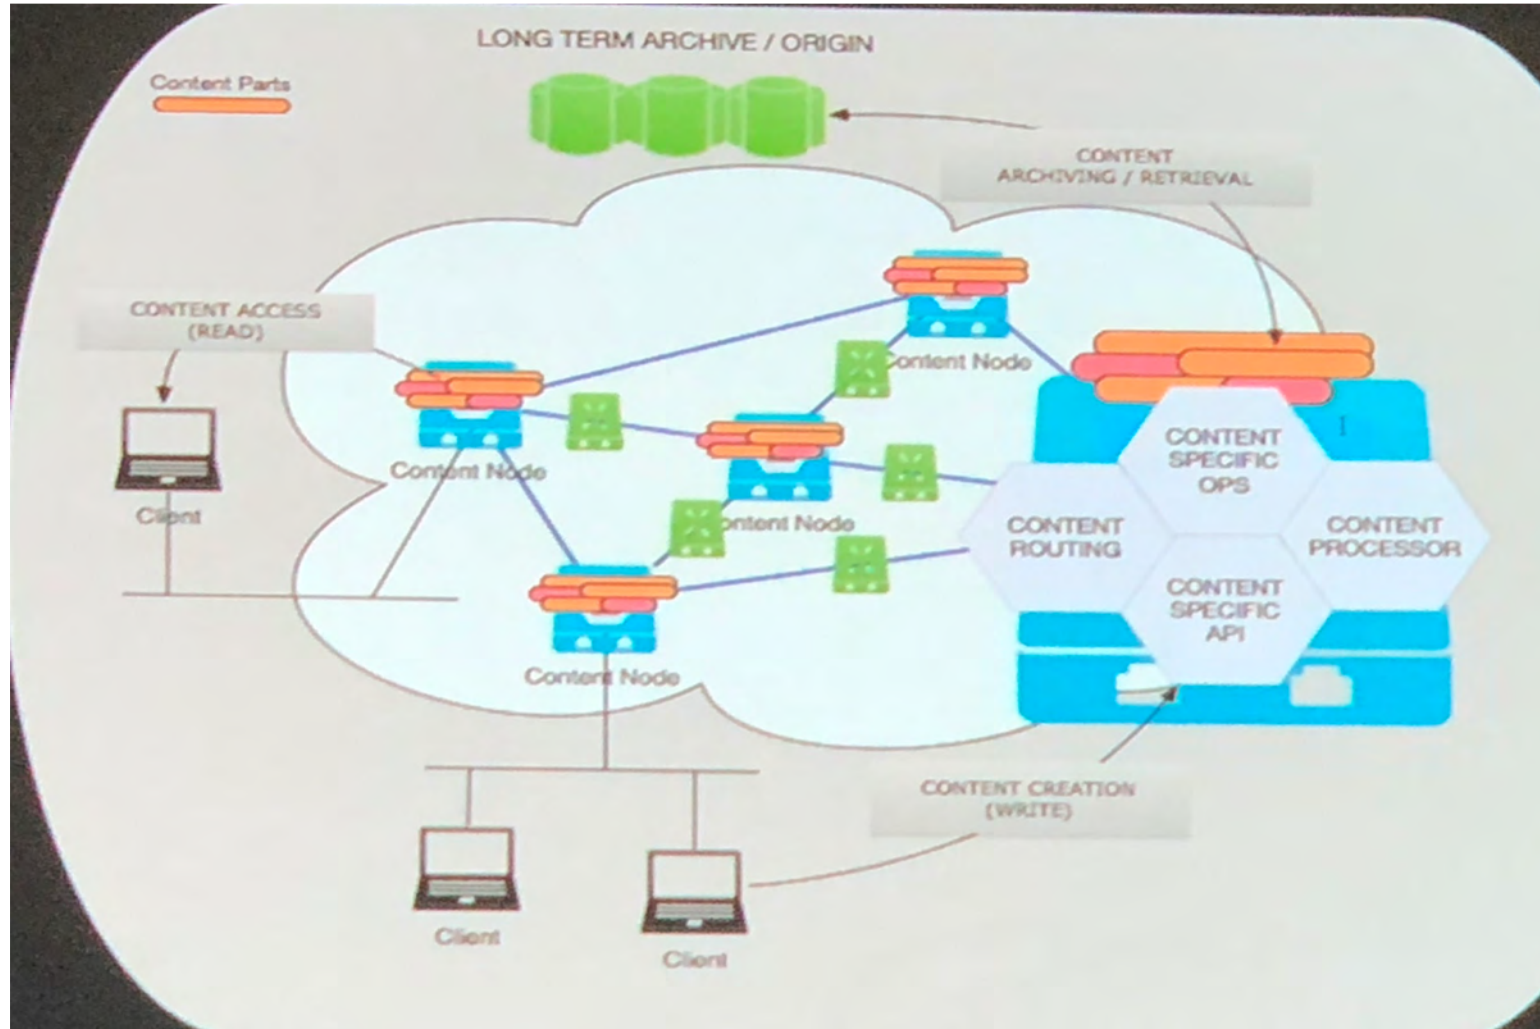 LONG TERM ARCHIVE / ORIGIN
Content Parts
CONTENT
ARCHIVING / RETRIEVAL
CONTENT ACCESS
(READ)
Content Node
Content Node
Content Node
Content Node
Client
CONTENT
SPECIFIC
OPS
CONTENT
ROUTING
CONTENT
PROCESSOR
CONTENT
SPECIFIC
API
CONTENT CREATION
(WRITE)
Client
Client